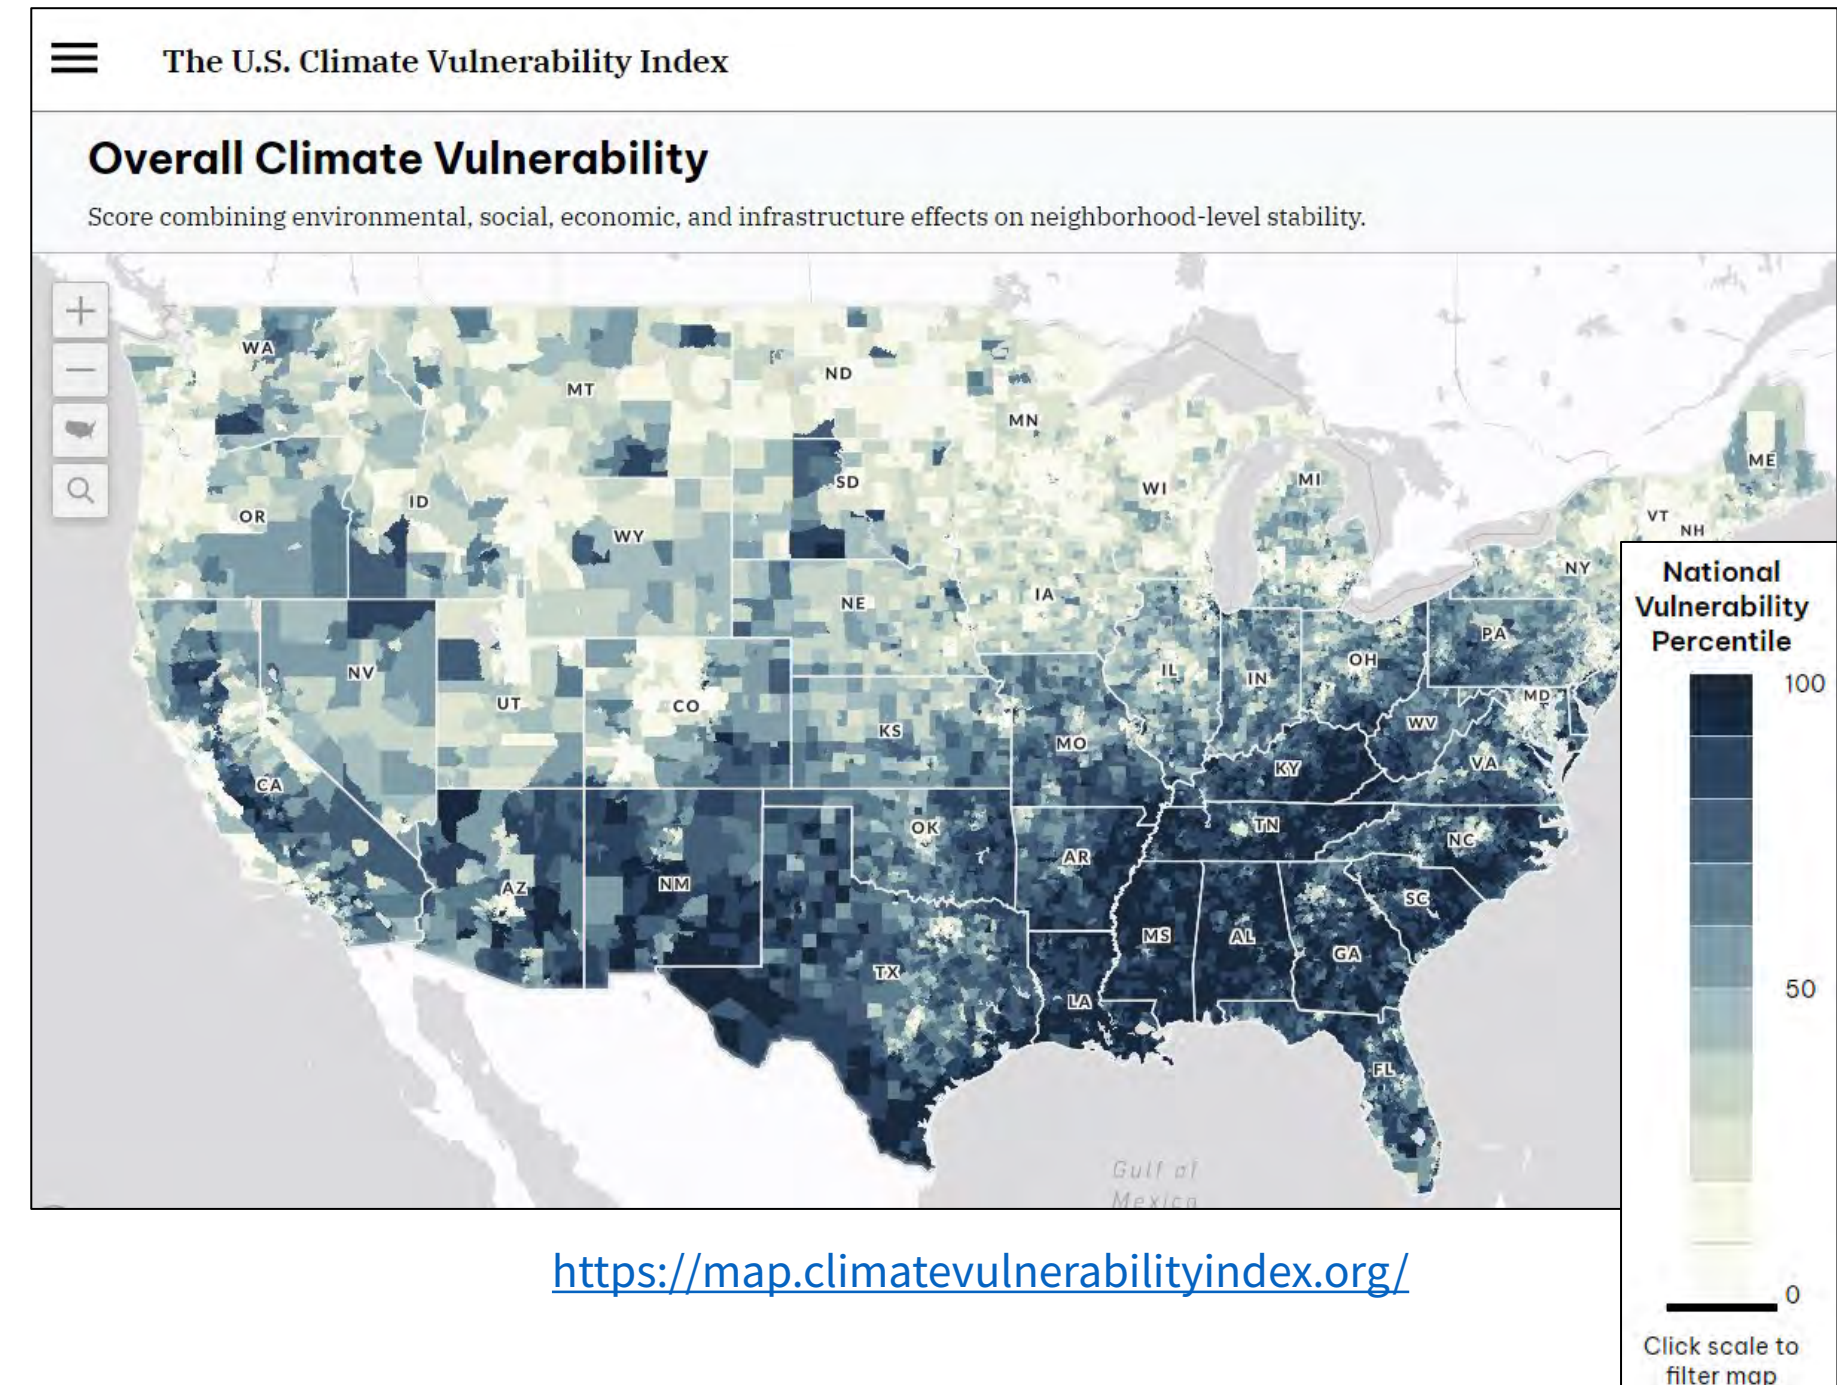 The U.S. Climate Vulnerability Index
Overall Climate Vulnerability
Score combining environmental, social, economic, and infrastructure effects on neighborhood-level stability.
WA
MT
ND
MN
OR
ID
WY
SD
WI
MI
ME
VT
NH
NY
NV
UT
CO
NE
IA
IL
IN
OH
PA
MD
KS
MO
KY
WV
VA
CA
AZ
NM
OK
AR
TN
NC
SC
TX
LA
MS
AL
GA
FL
Gulf of
Mexico
National
Vulnerability
Percentile
100
50
0
Click scale to
filter map
https://map.climatevulnerabilityindex.org/